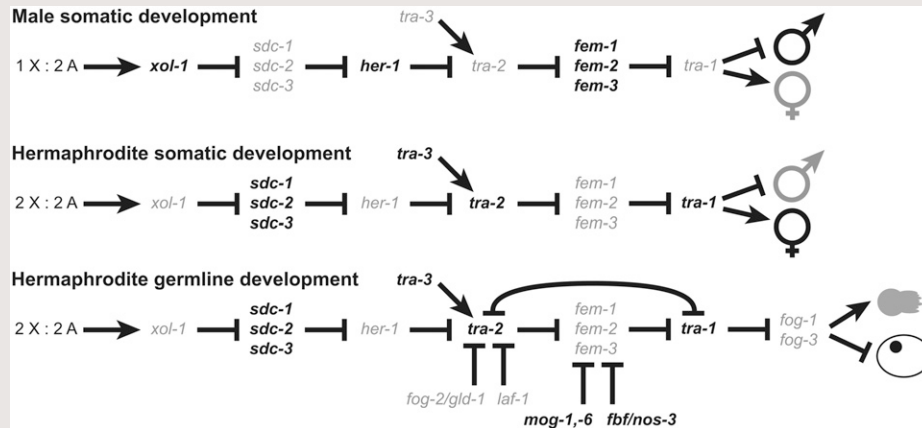 Male somatic development
tra-3
1 X : 2 A
xol-1
sdc-1
sdc-2
sdc-3
her-1
tra-2
fem-1
fem-2
fem-3
tra-1
Hermaphrodite somatic development
tra-3
2 X : 2 A
xol-1
sdc-1
sdc-2
sdc-3
her-1
tra-2
fem-1
fem-2
fem-3
tra-1
Hermaphrodite germline development
tra-3
2 X : 2 A
xol-1
sdc-1
sdc-2
sdc-3
her-1
tra-2
fem-1
fem-2
fem-3
tra-1
fog-1
fog-3
fog-2/gld-1
laf-1
mog-1,-6
fbf/nos-3